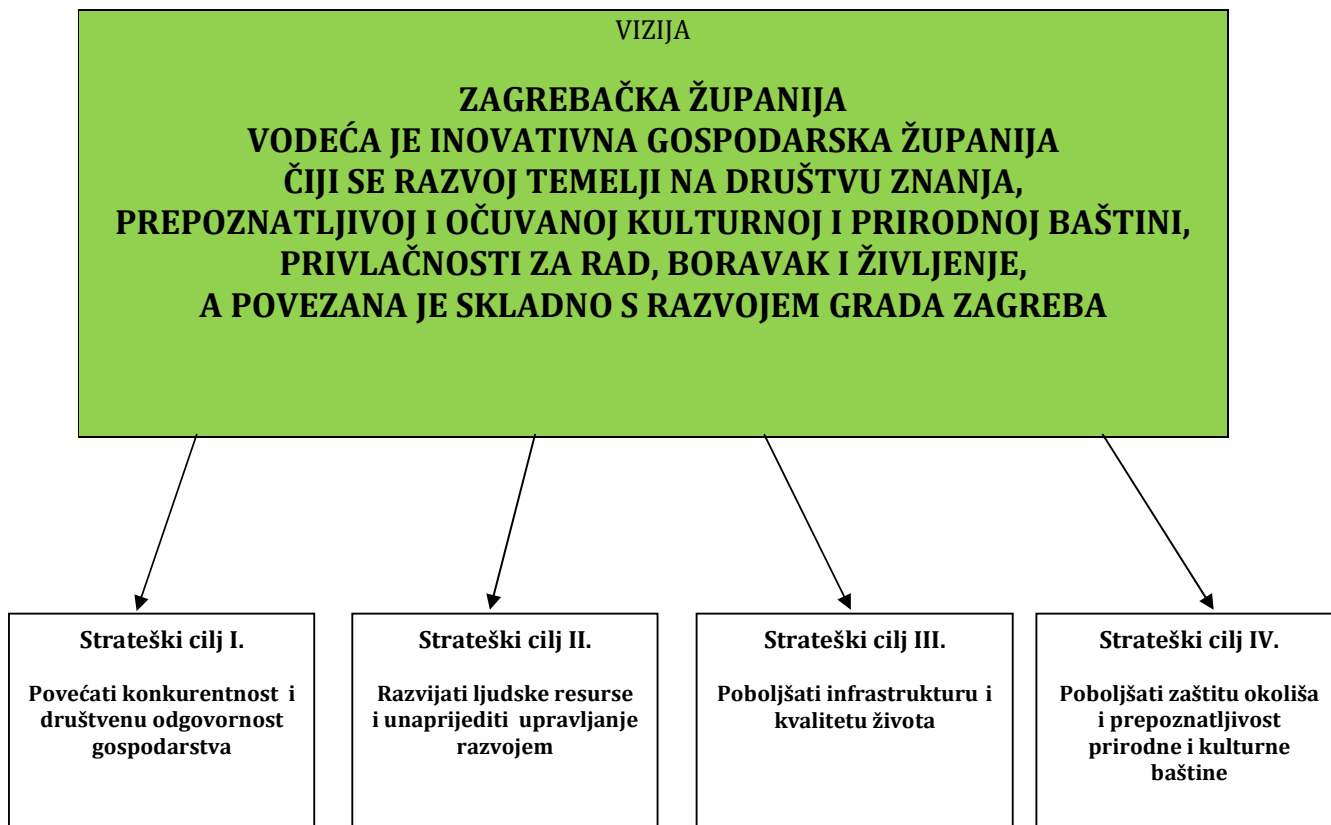 VIZIJA
ZAGREBAČKA ŽUPANIJA
VODEĆA JE INOVATIVNA GOSPODARSKA ŽUPANIJA
ČIJI SE RAZVOJ TEMELJI NA DRUŠTVU ZNANJA,
PREPOZNATLJIVOJ I OČUVANOJ KULTURNOJ I PRIRODNOJ BAŠTINI,
PRIVLAČNOSTI ZA RAD, BORAVAK I ŽIVLJENJE,
A POVEZANA JE SKLADNO S RAZVOJEM GRADA ZAGREBA
Strateški cilj I.
Povećati konkurentnost i
društvenu odgovornost
gospodarstva
Strateški cilj II.
Razvijati ljudske resurse
i unaprijediti upravljanje
razvojem
Strateški cilj III.
Poboljšati infrastrukturu i
kvalitetu života
Strateški cilj IV.
Poboljšati zaštitu okoliša
i prepoznatljivost
prirodne i kulturne
baštine